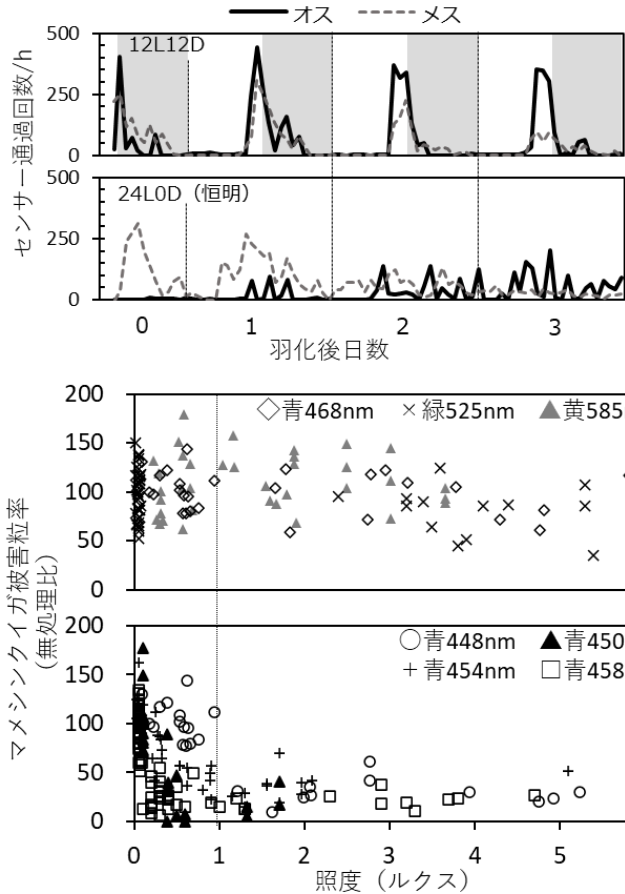 オス メス
12L12D
500
250
0
24L0D（恒明）
500
250
0
センサー通過回数/h
0 1 2 3
羽化後日数
200
150
100
50
0
青468nm 緑525nm 黄585
200
150
100
50
0
青448nm 青450
青454nm 青458
マメシンクイガ被害粒率
（無処理比）
0 1 2 3 4 5
照度（ルクス）